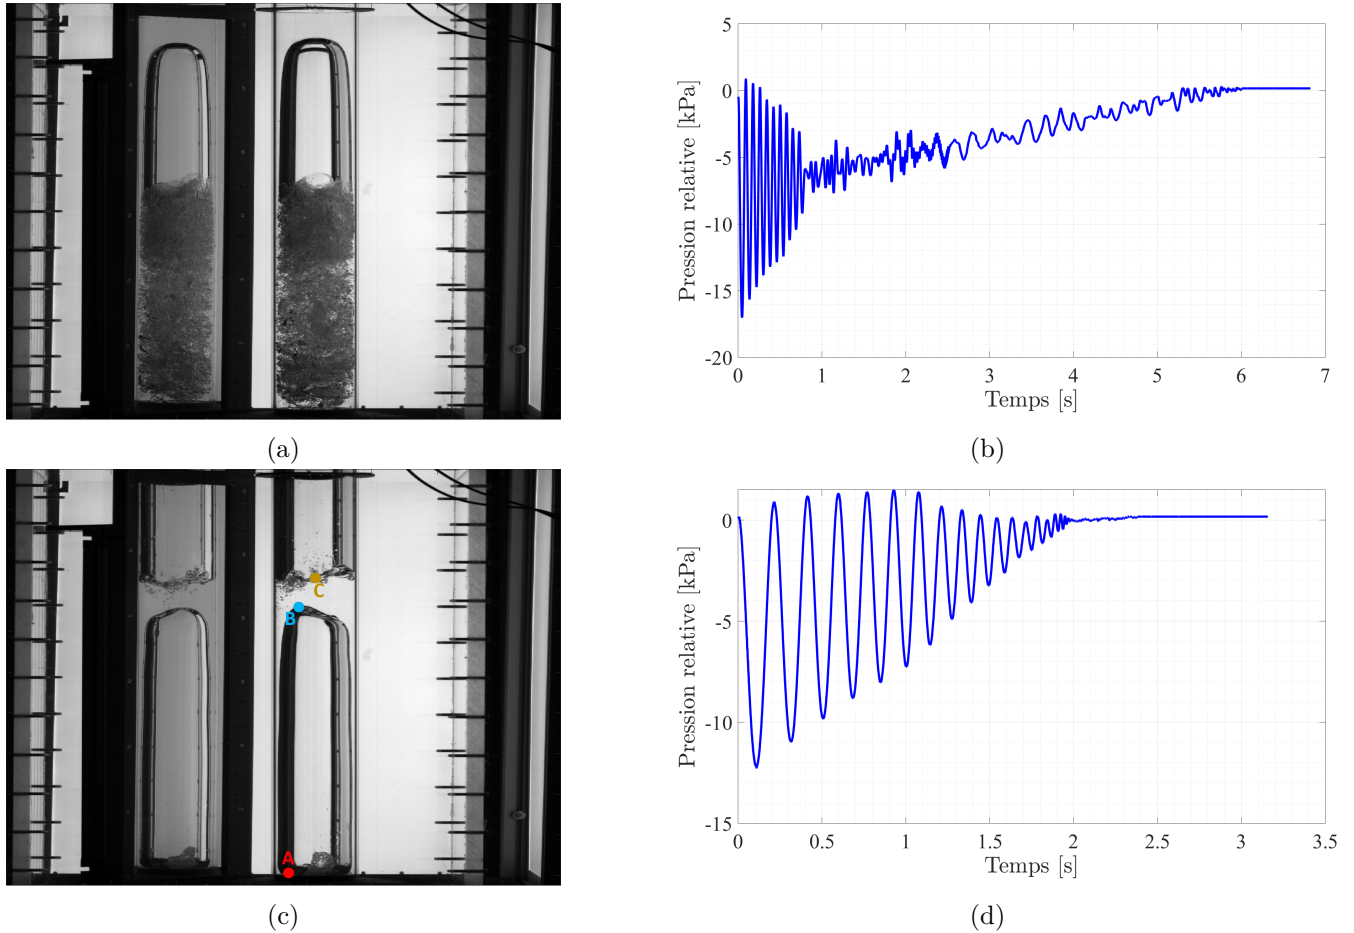 5
0
-5
-10
-15
-20
0 1 2 3 4 5 6 7
Pression relative [kPa]
Temps [s]
(a)
(b)
C
B
A
0
-5
-10
-15
0 0.5 1 1.5 2 2.5 3 3.5
Pression relative [kPa]
Temps [s]
(c)
(d)